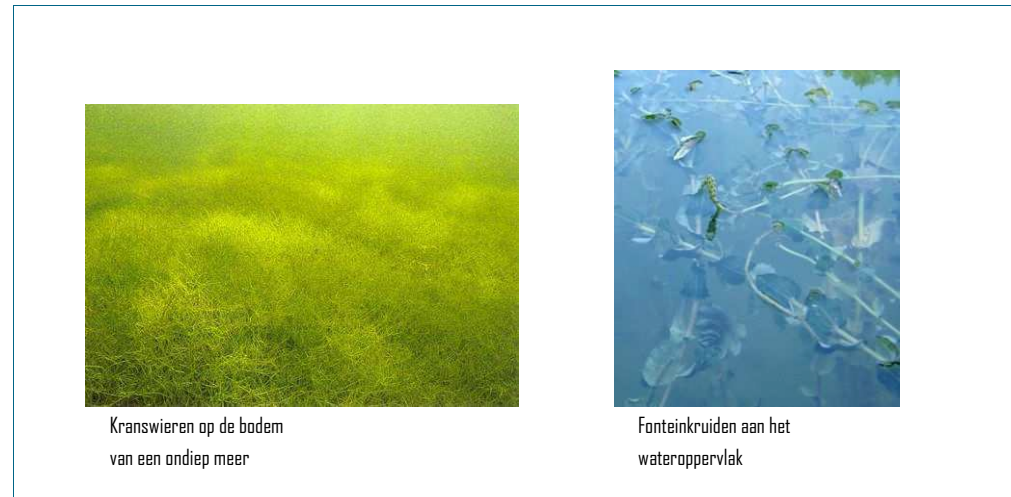 Kranswieren op de bodem
van een ondiep meer
Fonteinkruiden aan het
wateroppervlak